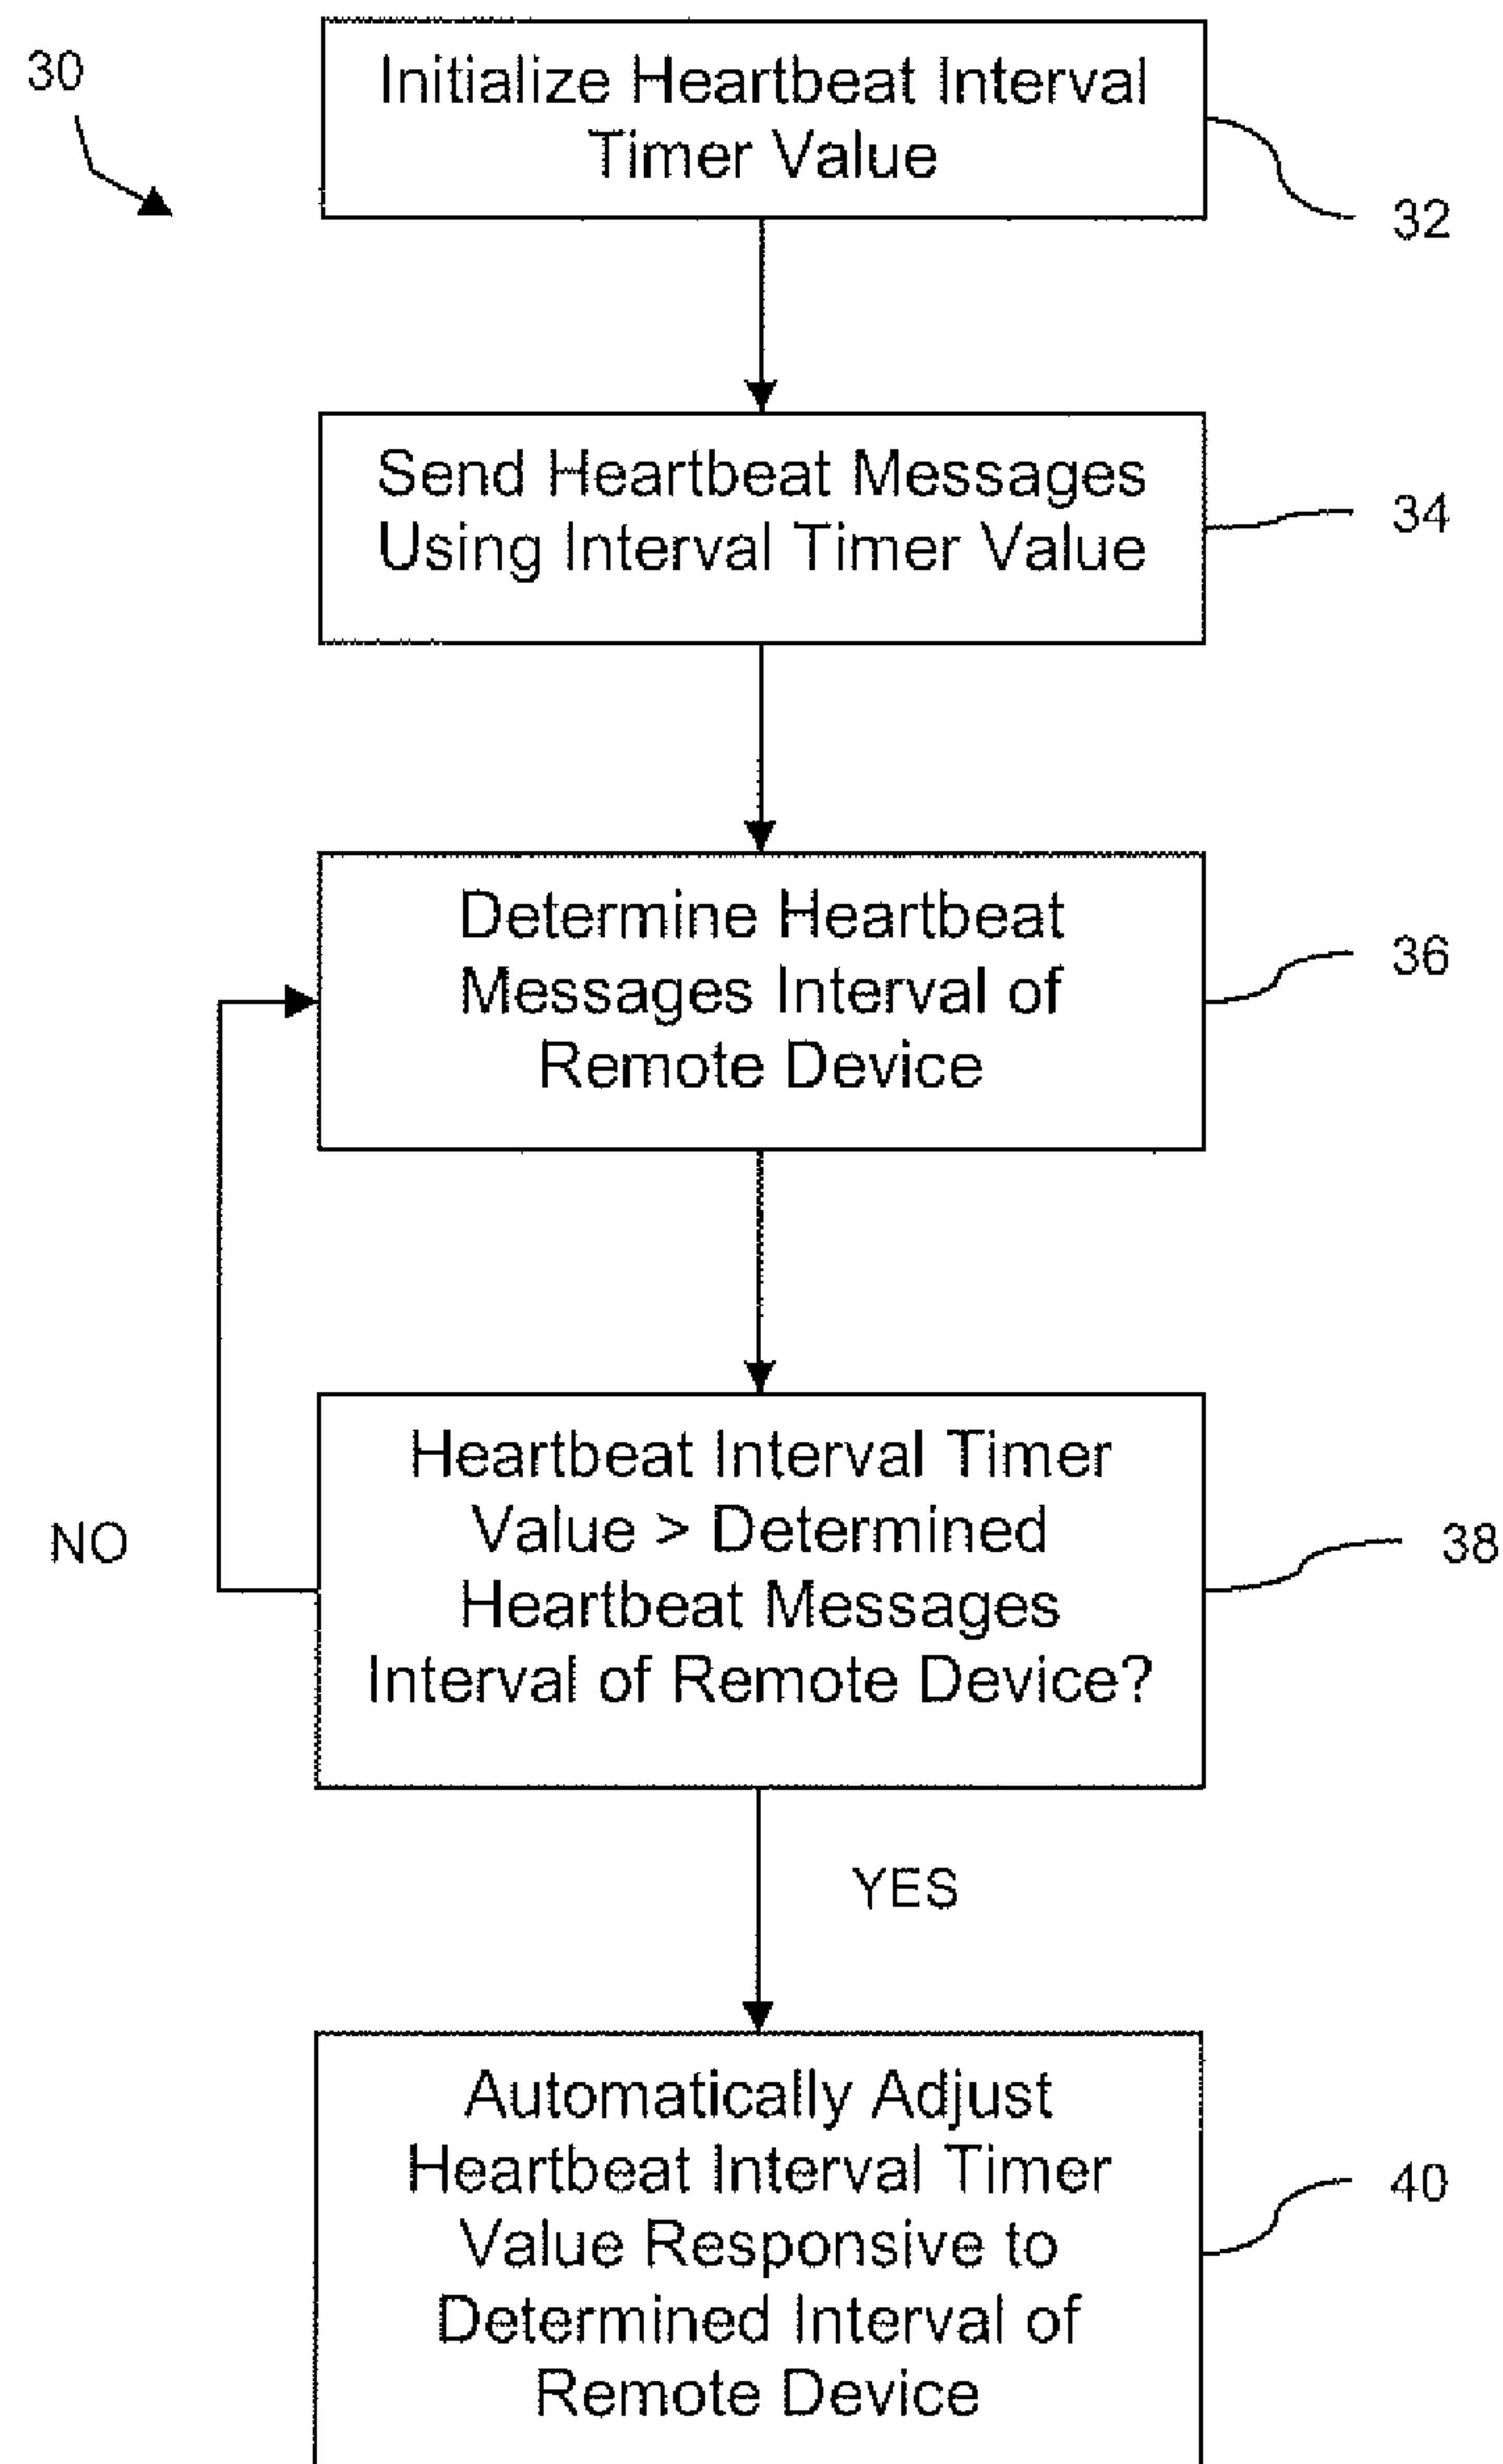 30
Initialize Heartbeat Interval
Timer Value
32
Send Heartbeat Messages
Using Interval Timer Value
34
Determine Heartbeat
Messages Interval of
Remote Device
36
Heartbeat Interval Timer
Value > Determined
Heartbeat Messages
Interval of Remote Device?
38
NO
YES
Automatically Adjust
Heartbeat Interval Timer
Value Responsive to
Determined Interval of
Remote Device
40